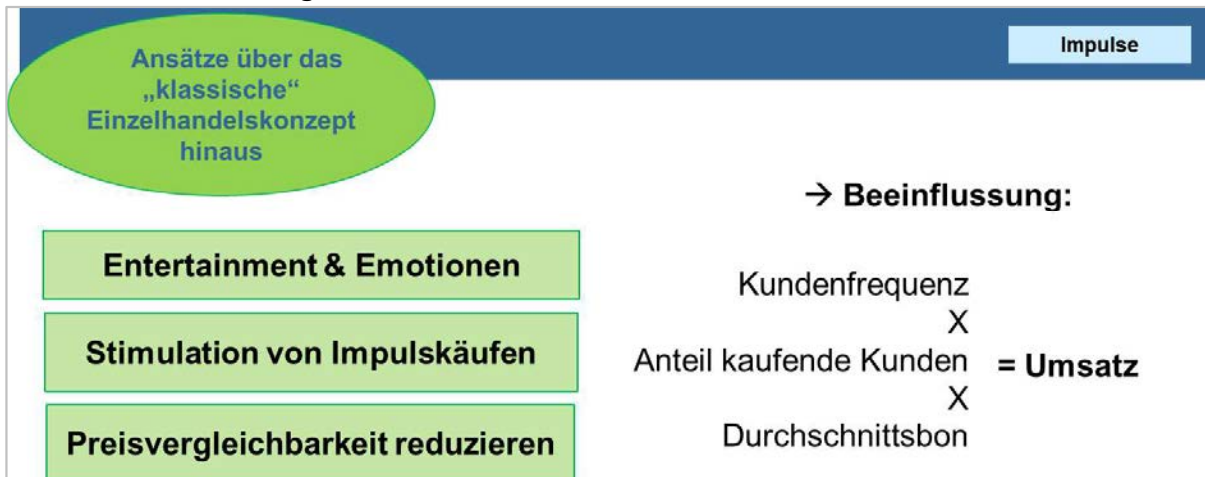 Ansätze über das
„klassische“
Einzelhandelskonzept
hinaus
Impulse
→ Beeinflussung:
Entertainment & Emotionen
Stimulation von Impulskäufen
Preisvergleichbarkeit reduzieren
Kundenfrequenz
X
Anteil kaufende Kunden = Umsatz
X
Durchschnittsbon